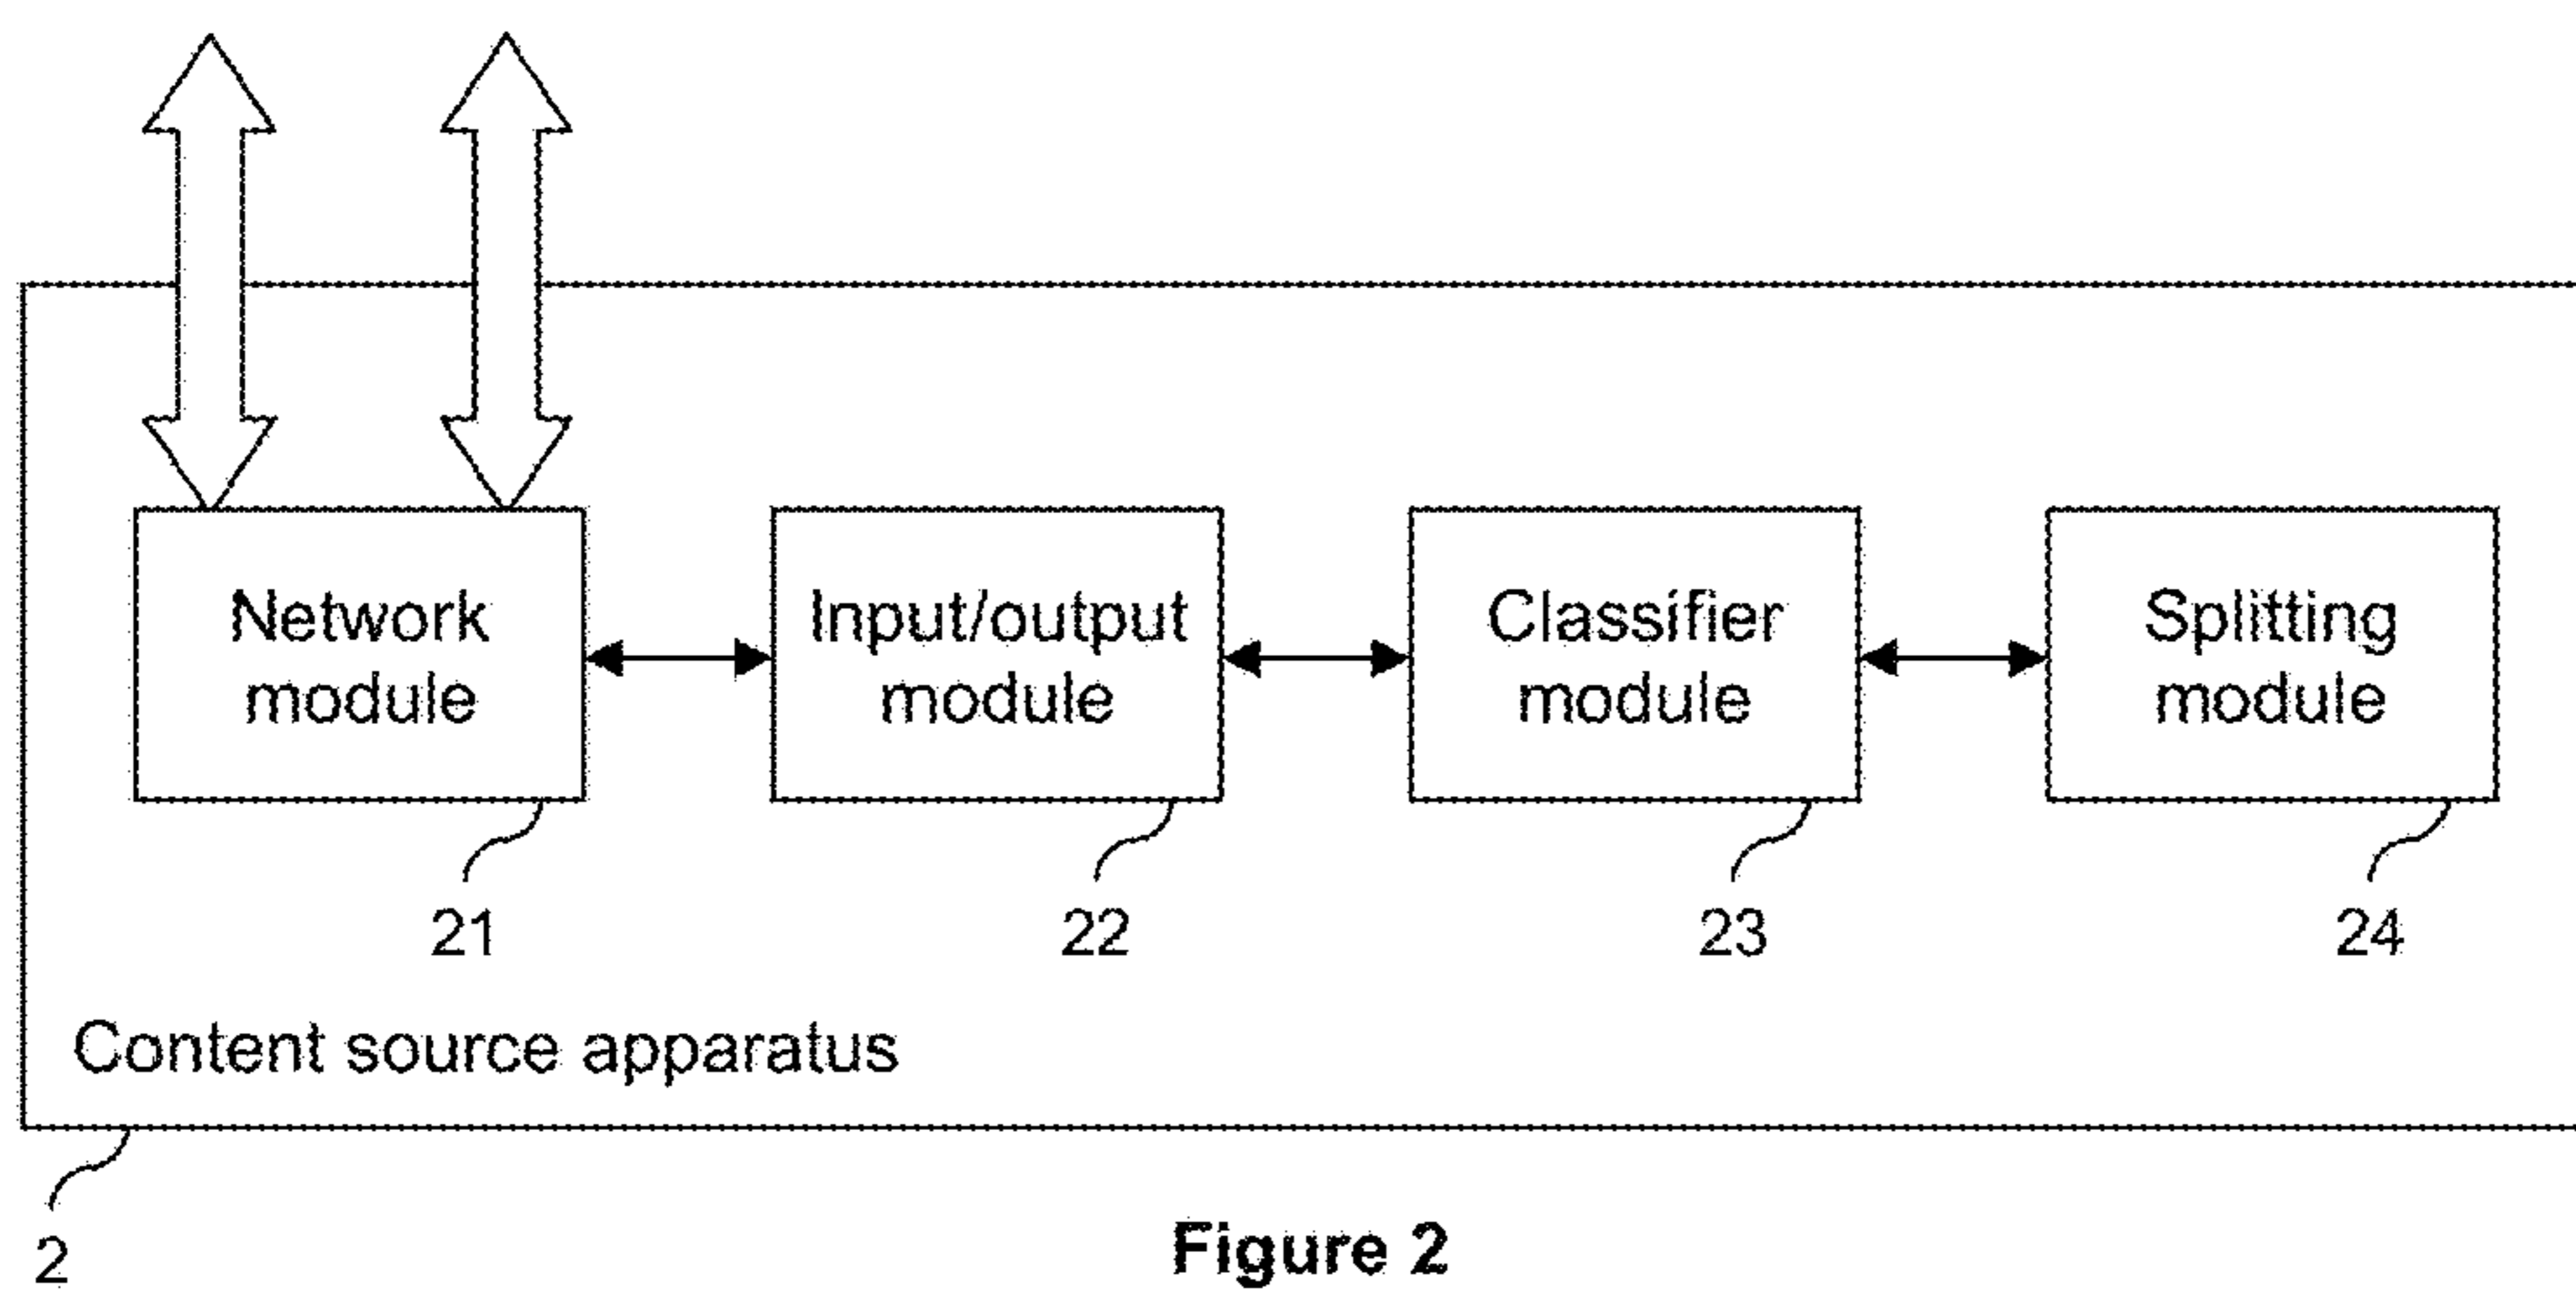 Network
module
Input/output
module
Classifier
module
Splitting
module
21
22
23
24
Content source apparatus
2
Figure 2